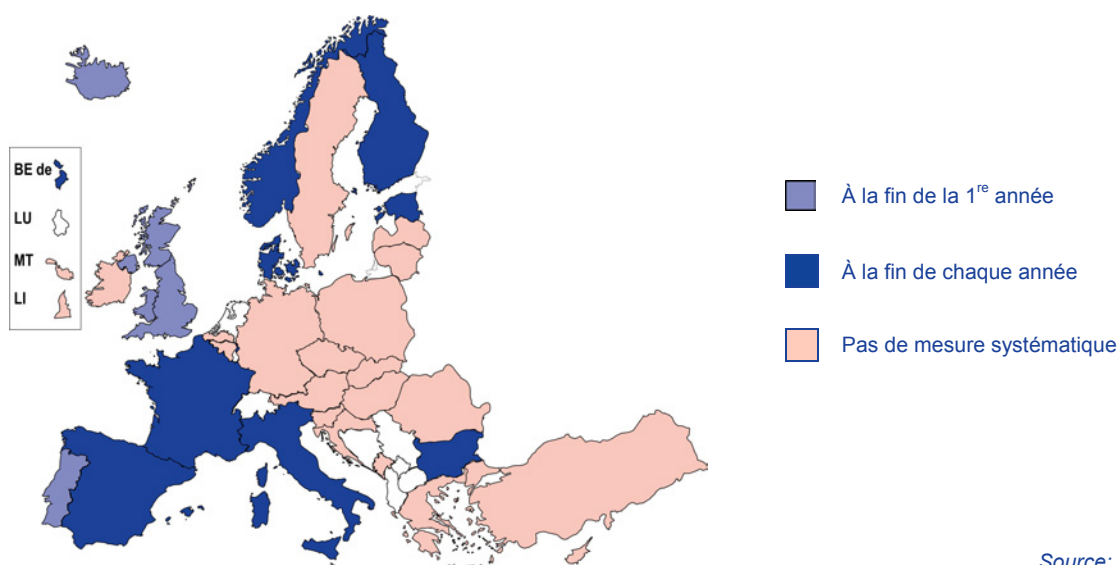 BE de
LU
MT
LI
À la fin de la 1re année
À la fin de chaque année
Pas de mesure systématique
Source: